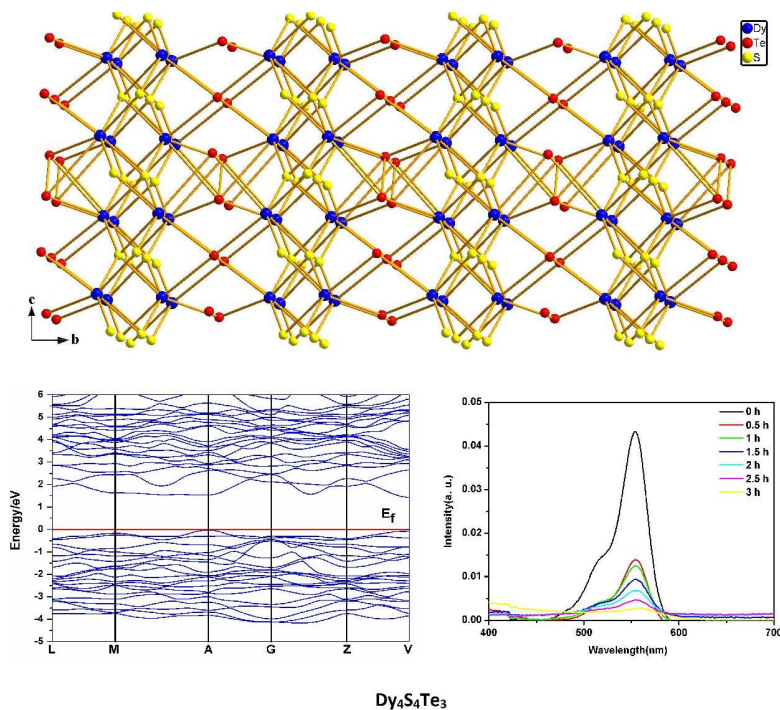 Dy
Te
S
c
b
6
5
4
3
2
1
0
-1
-2
-3
-4
-5
Energy/eV
E_f
L M A G Z V
0.05
0.04
0.03
0.02
0.01
0.00
Intensity(a. u.)
0 h
0.5 h
1 h
1.5 h
2 h
2.5 h
3 h
400 500 600 700
Wavelength(nm)
Dy₄S₄Te₃